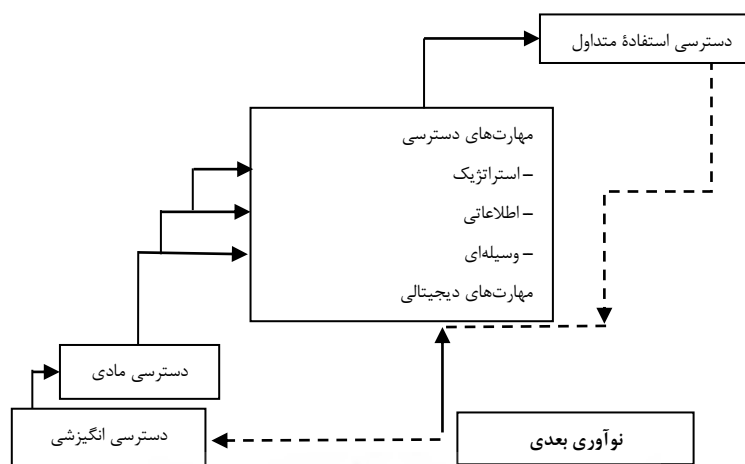 دسترسی استفادهٔ متداول
مهارت‌های دسترسی
– استراتژیک
– اطلاعاتی
– وسیله‌ای
مهارت‌های دیجیتالی
دسترسی مادی
دسترسی انگیزشی
نوآوری بعدی